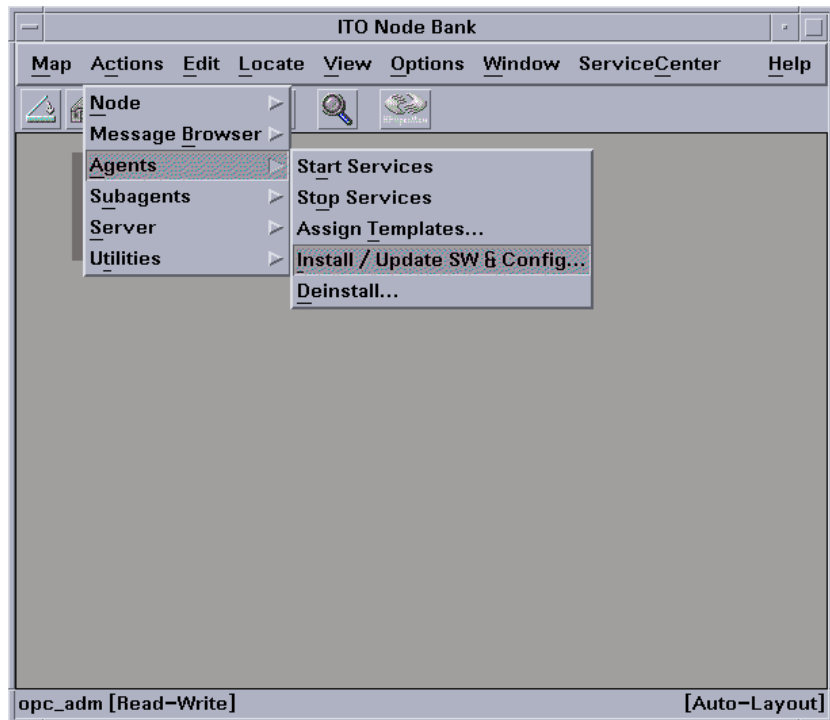 ITO Node Bank
Map Actions Edit Locate View Options Window ServiceCenter Help
Node
Message Browser
Agents
Subagents
Server
Utilities
Start Services
Stop Services
Assign Templates...
Install / Update SW & Config...
Deinstall...
opc_adm [Read-Write] [Auto-Layout]